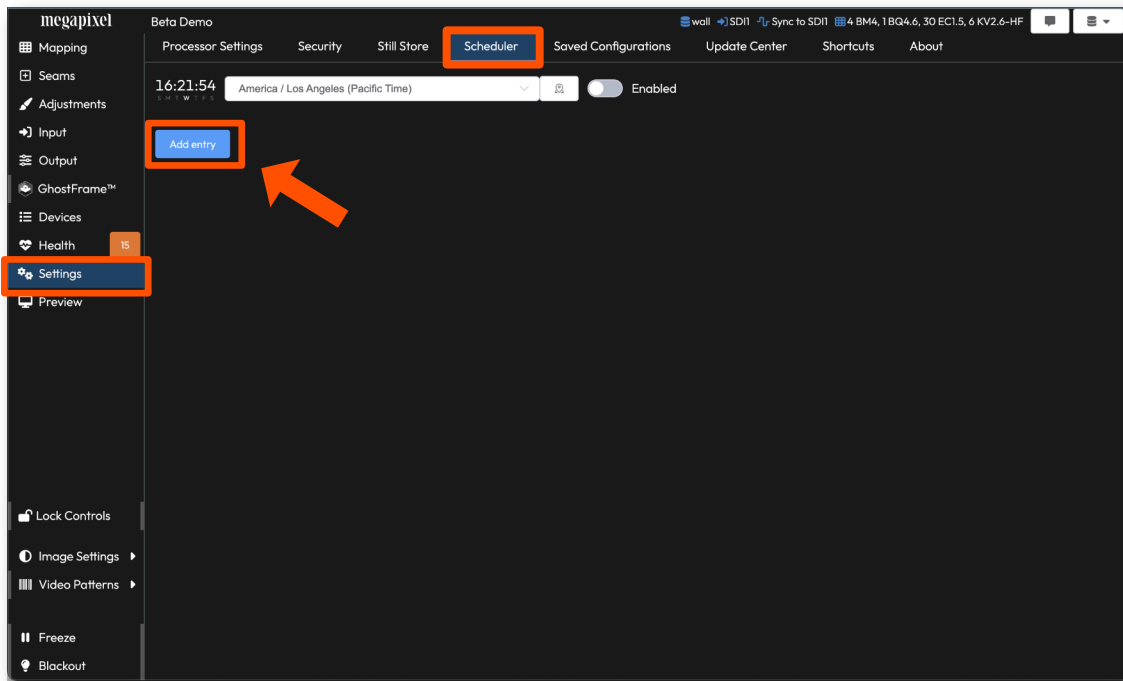 megapixel
Beta Demo
wall SDI1 Sync to SDI1 4 BM4, 1 BQ4.6, 30 EC1.5, 6 KV2.6-HF
Mapping
Seams
Adjustments
Input
Output
GhostFrame™
Devices
Health 15
Settings
Preview
Lock Controls
Image Settings
Video Patterns
Freeze
Blackout
Processor Settings Security Still Store Scheduler Saved Configurations Update Center Shortcuts About
16:21:54 America / Los Angeles (Pacific Time) Enabled
S M T W T F S
Add entry